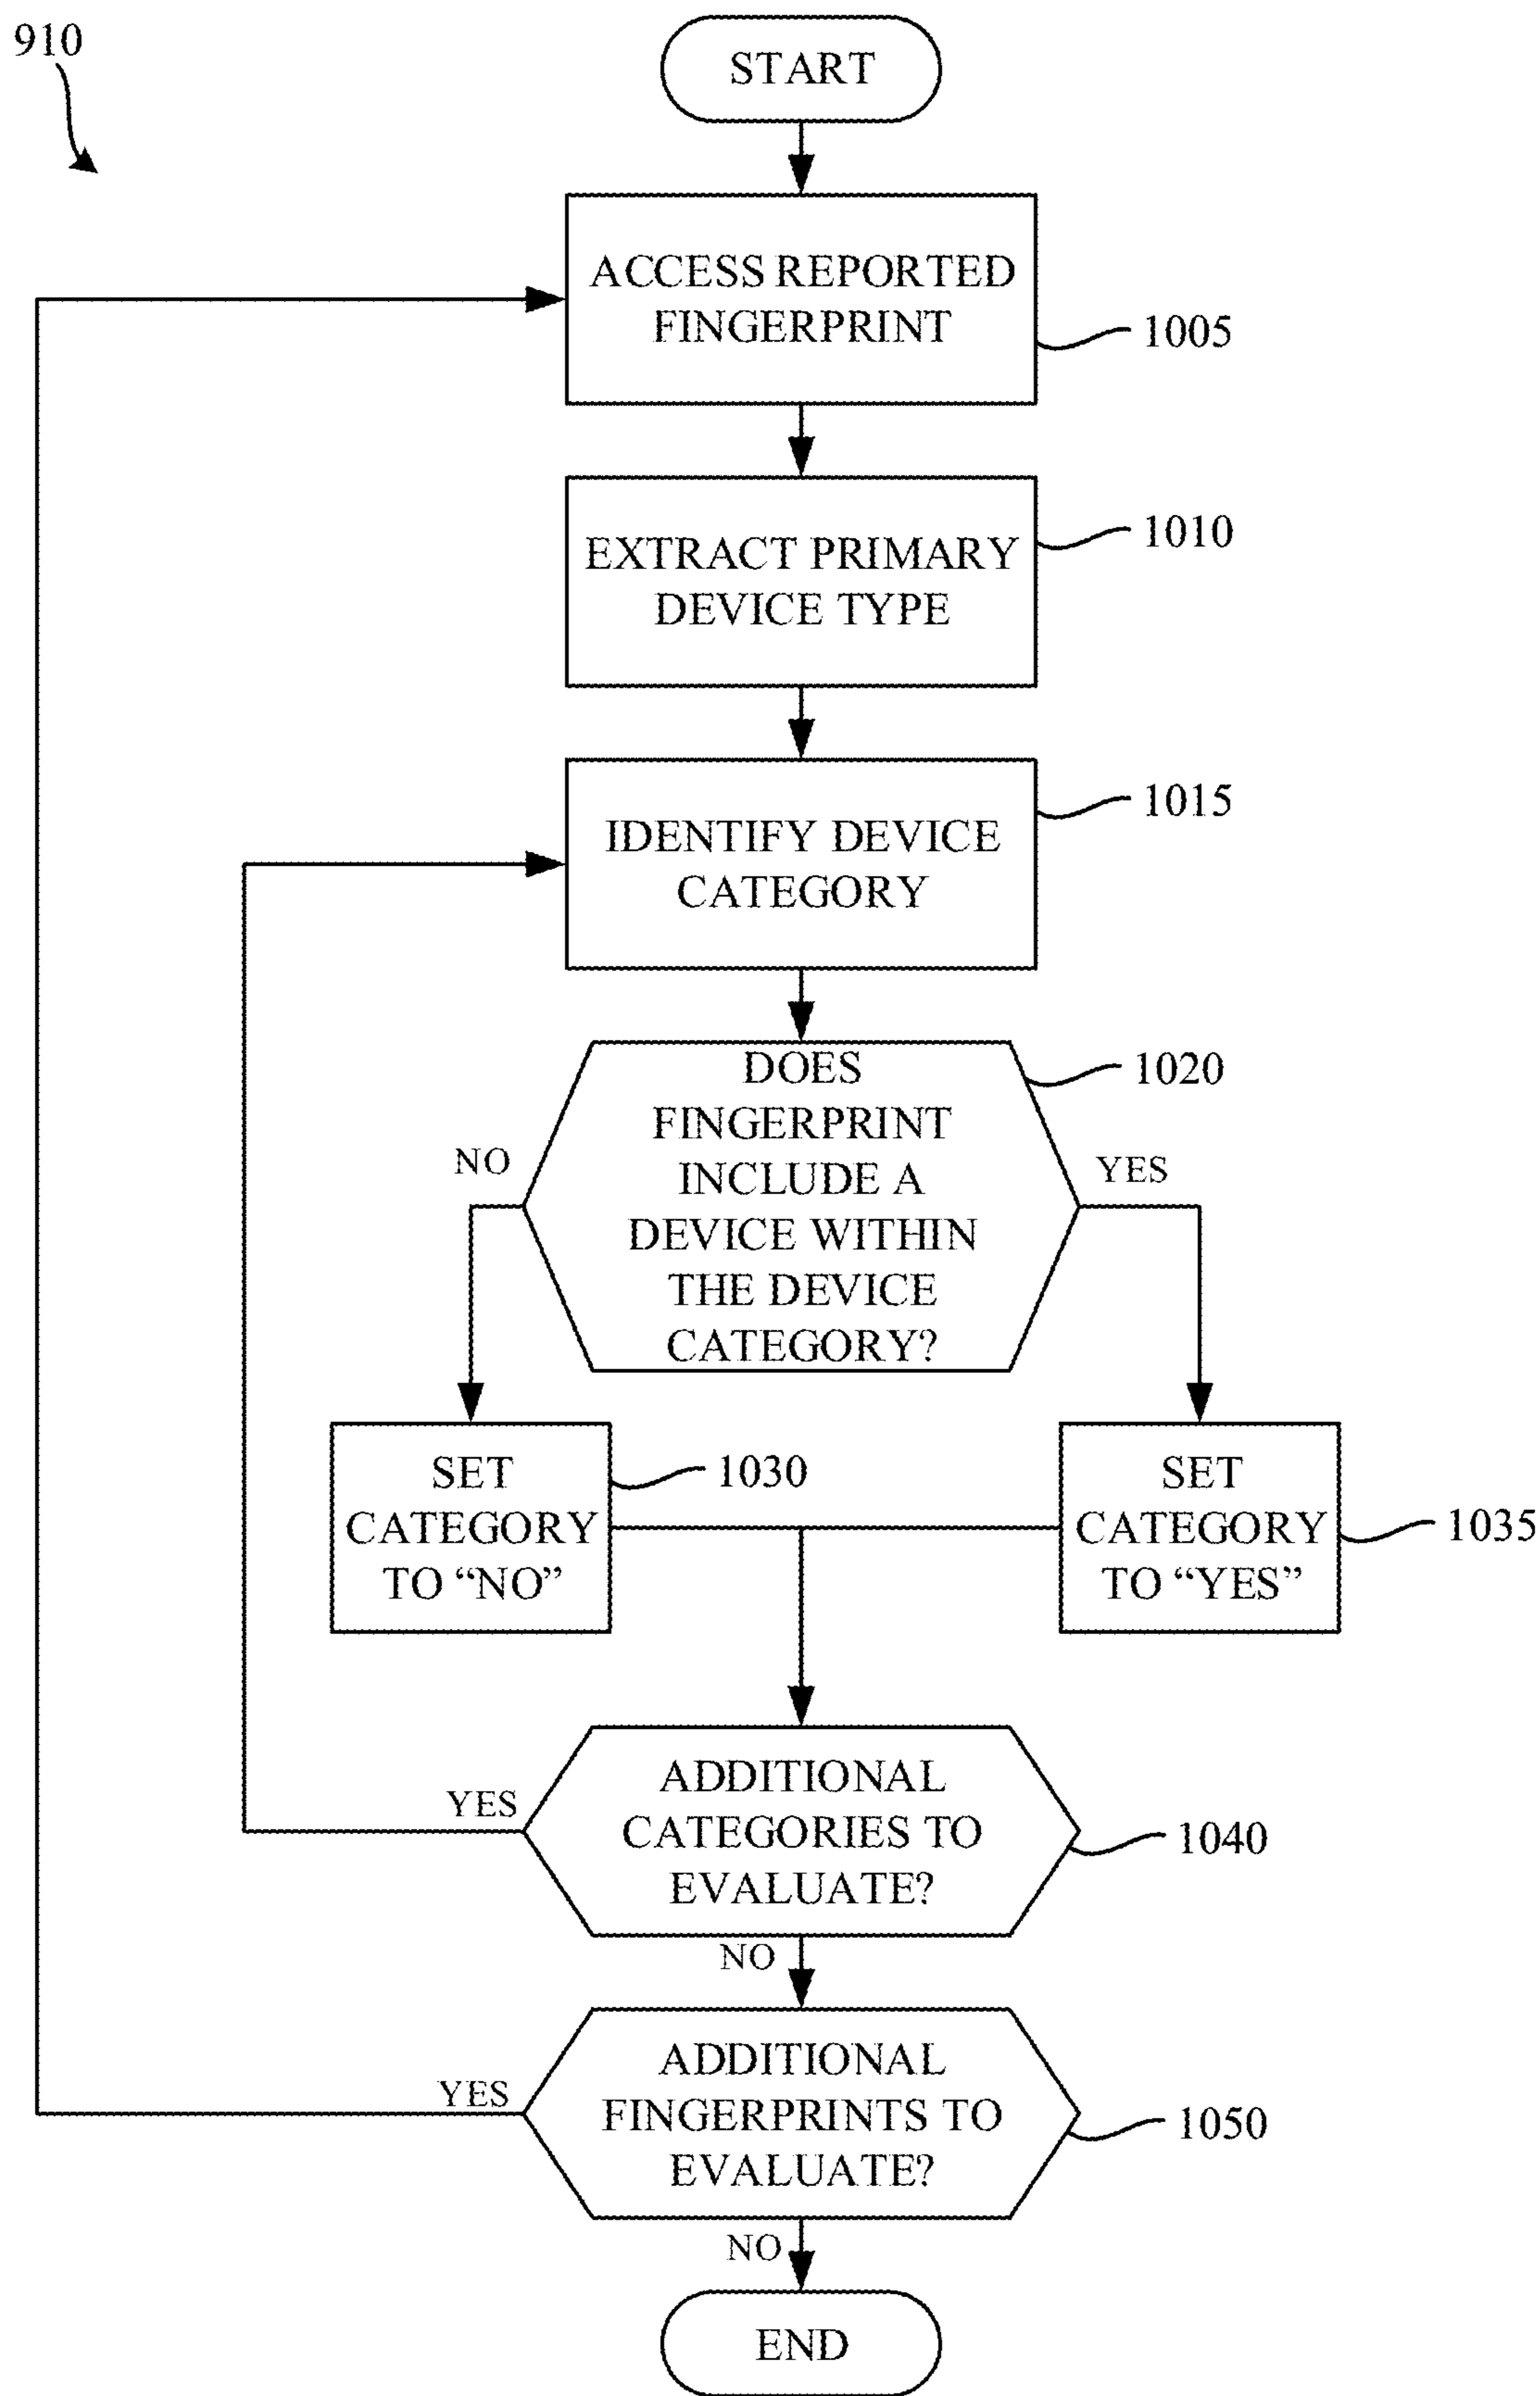 910
START
ACCESS REPORTED
FINGERPRINT
1005
EXTRACT PRIMARY
DEVICE TYPE
1010
IDENTIFY DEVICE
CATEGORY
1015
DOES
FINGERPRINT
INCLUDE A
DEVICE WITHIN
THE DEVICE
CATEGORY?
1020
NO
YES
SET
CATEGORY
TO “NO”
1030
SET
CATEGORY
TO “YES”
1035
ADDITIONAL
CATEGORIES TO
EVALUATE?
1040
YES
NO
ADDITIONAL
FINGERPRINTS TO
EVALUATE?
1050
YES
NO
END